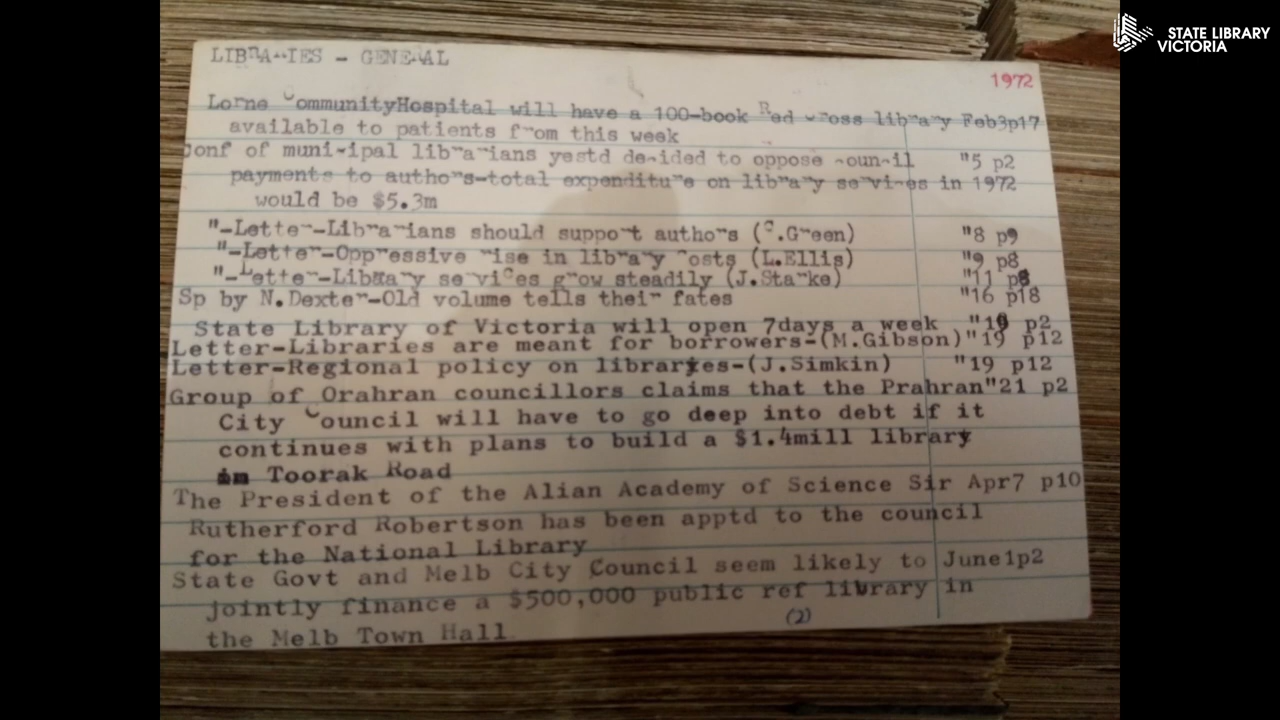 STATE LIBRARY
VICTORIA
LIBRARIES - GENERAL
1972
Lorne CommunityHospital will have a 100-book Red Cross library Feb3p17
available to patients from this week
Conf of municipal librarians yestd decided to oppose council "5 p2
payments to authors-total expenditure on library services in 1972
would be $5.3m
"-Letter-Librarians should support authors (C.Green) "8 p9
"-Letter-Oppressive rise in library costs (L.Ellis) "9 p8
"-Letter-Library services grow steadily (J.Starke) "11 p8
Sp by N.Dexter-Old volume tells their fates "16 p18
State Library of Victoria will open 7days a week "19 p2
Letter-Libraries are meant for borrowers-(M.Gibson)"19 p12
Letter-Regional policy on libraries-(J.Simkin) "19 p12
Group of Orahran councillors claims that the Prahran"21 p2
City Council will have to go deep into debt if it
continues with plans to build a $1.4mill library
in Toorak Road
The President of the Alian Academy of Science Sir Apr7 p10
Rutherford Robertson has been apptd to the council
for the National Library
State Govt and Melb City Council seem likely to June1p2
jointly finance a $500,000 public ref library in
the Melb Town Hall
(2)